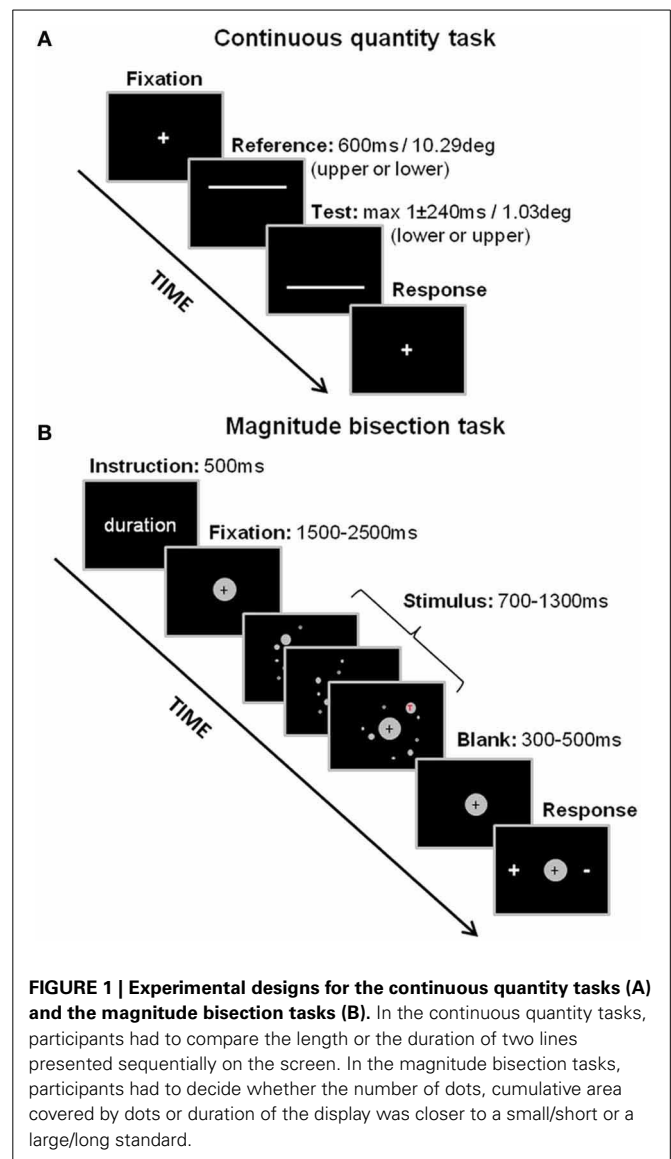 A
Continuous quantity task
Fixation
+
Reference: 600ms / 10.29deg
(upper or lower)
Test: max 1±240ms / 1.03deg
(lower or upper)
TIME
Response
+
B
Magnitude bisection task
Instruction: 500ms
duration
Fixation: 1500-2500ms
+
Stimulus: 700-1300ms
T
+
TIME
Blank: 300-500ms
+
Response
+ + -
FIGURE 1 | Experimental designs for the continuous quantity tasks (A)
and the magnitude bisection tasks (B). In the continuous quantity tasks,
participants had to compare the length or the duration of two lines
presented sequentially on the screen. In the magnitude bisection tasks,
participants had to decide whether the number of dots, cumulative area
covered by dots or duration of the display was closer to a small/short or a
large/long standard.